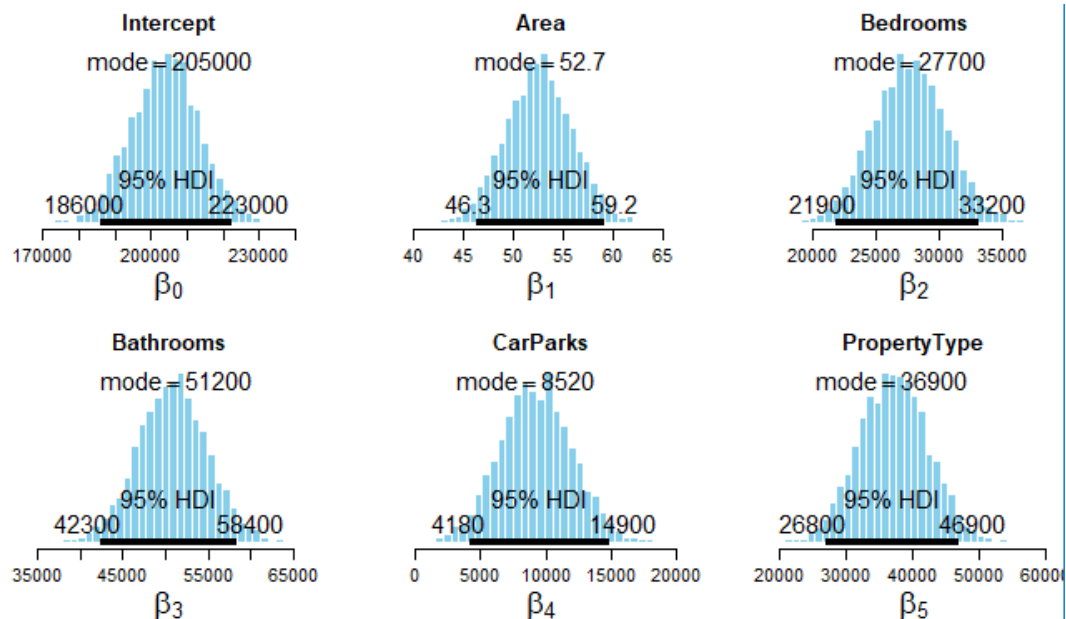 Intercept Area Bedrooms
mode = 205000 mode = 52.7 mode = 27700
95% HDI 95% HDI 95% HDI
186000 223000 46.3 59.2 21900 33200
170000 200000 230000 40 45 50 55 60 65 20000 25000 30000 35000
β0 β1 β2
Bathrooms CarParks PropertyType
mode = 51200 mode = 8520 mode = 36900
95% HDI 95% HDI 95% HDI
42300 58400 4180 14900 26800 46900
35000 45000 55000 65000 0 5000 10000 15000 20000 20000 30000 40000 50000 6000
β3 β4 β5